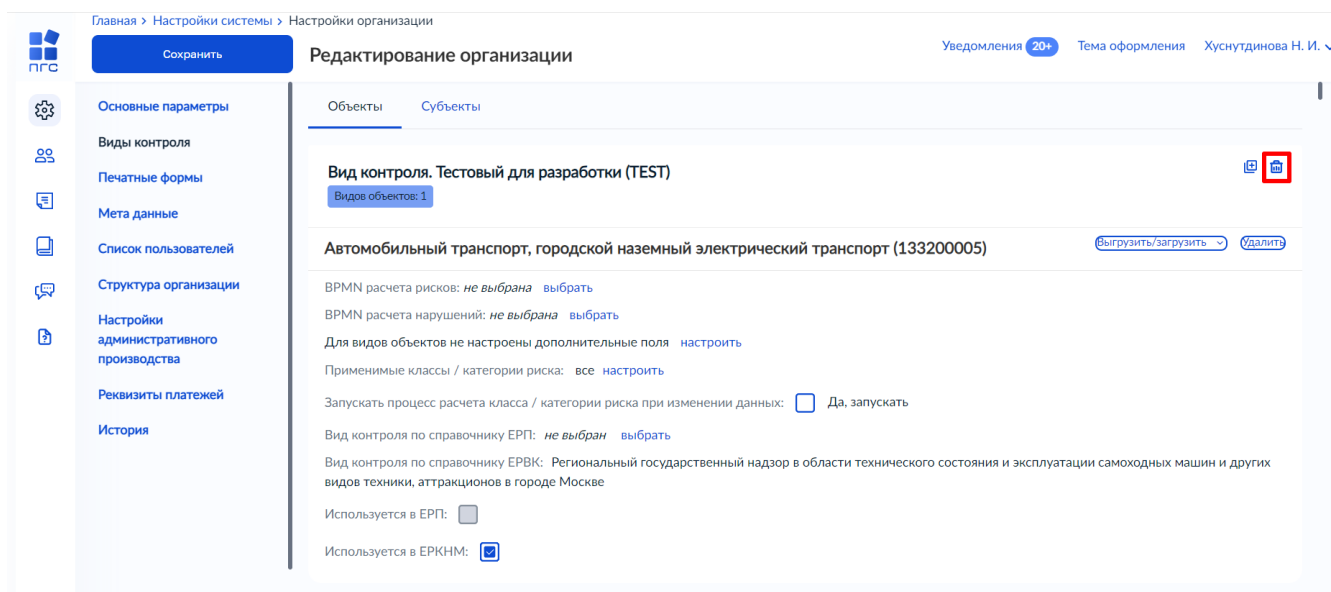 Главная > Настройки системы > Настройки организации
пгс
Сохранить
Редактирование организации
Уведомления 20+ Тема оформления Хуснутдинова Н. И.
Основные параметры
Виды контроля
Печатные формы
Мета данные
Список пользователей
Структура организации
Настройки
административного
производства
Реквизиты платежей
История
Объекты Субъекты
Вид контроля. Тестовый для разработки (TEST)
Видов объектов: 1
Автомобильный транспорт, городской наземный электрический транспорт (133200005)
Выгрузить/загрузить Удалить
BPMN расчета рисков: не выбрана выбрать
BPMN расчета нарушений: не выбрана выбрать
Для видов объектов не настроены дополнительные поля настроить
Применимые классы / категории риска: все настроить
Запускать процесс расчета класса / категории риска при изменении данных: Да, запускать
Вид контроля по справочнику ЕРП: не выбран выбрать
Вид контроля по справочнику ЕРВК: Региональный государственный надзор в области технического состояния и эксплуатации самоходных машин и других
видов техники, аттракционов в городе Москве
Используется в ЕРП:
Используется в ЕРКНМ: